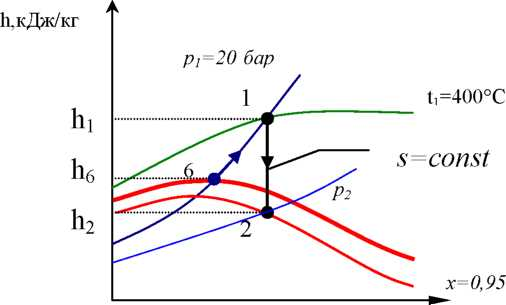 h,кДж/кг
p₁=20 бар
1
t₁=400°C
h₁
h₆
6
s=const
p₂
h₂
2
x=0,95